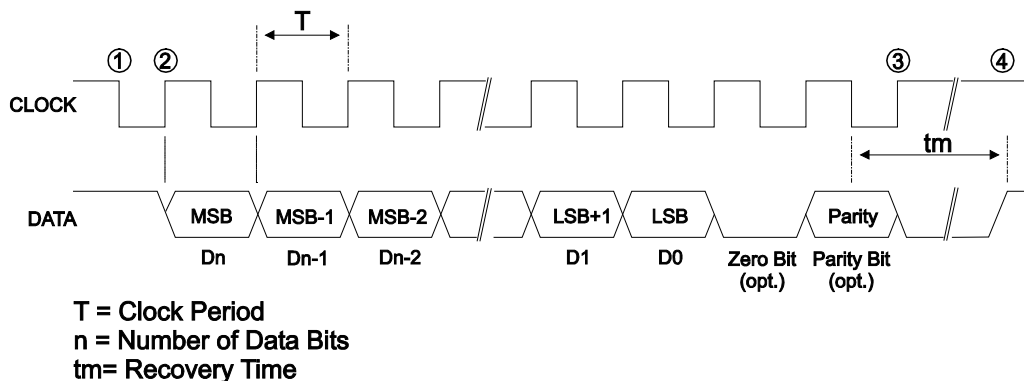 T
① ② ③ ④
CLOCK
tm
DATA MSB MSB-1 MSB-2 LSB+1 LSB Parity
Dn Dn-1 Dn-2 D1 D0 Zero Bit Parity Bit
(opt.) (opt.)
T = Clock Period
n = Number of Data Bits
tm= Recovery Time